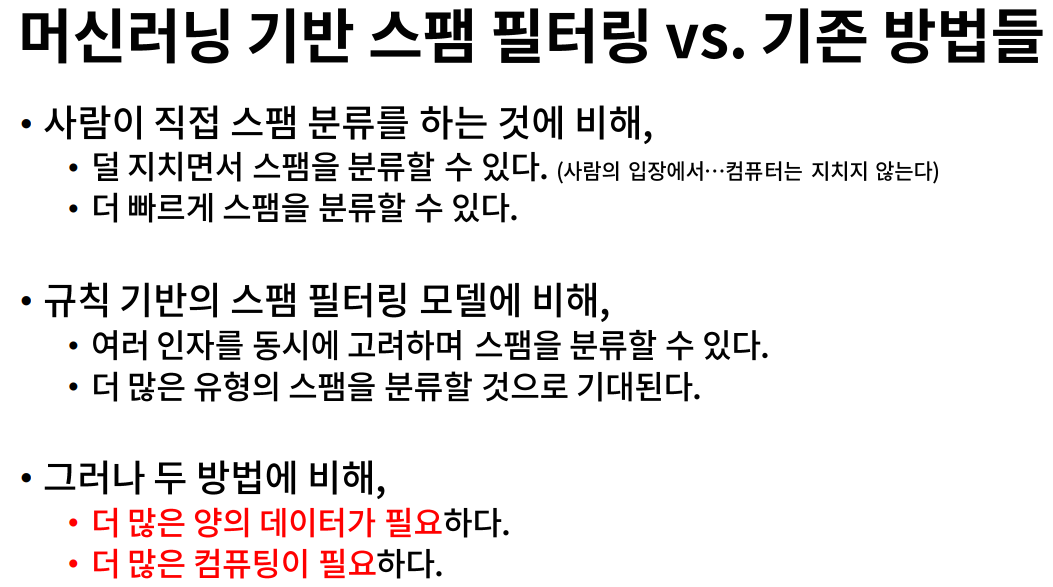 머신러닝 기반 스팸 필터링 vs. 기존 방법들
• 사람이 직접 스팸 분류를 하는 것에 비해,
• 덜 지치면서 스팸을 분류할 수 있다. (사람의 입장에서…컴퓨터는 지치지 않는다)
• 더 빠르게 스팸을 분류할 수 있다.
• 규칙 기반의 스팸 필터링 모델에 비해,
• 여러 인자를 동시에 고려하며 스팸을 분류할 수 있다.
• 더 많은 유형의 스팸을 분류할 것으로 기대된다.
• 그러나 두 방법에 비해,
• 더 많은 양의 데이터가 필요하다.
• 더 많은 컴퓨팅이 필요하다.